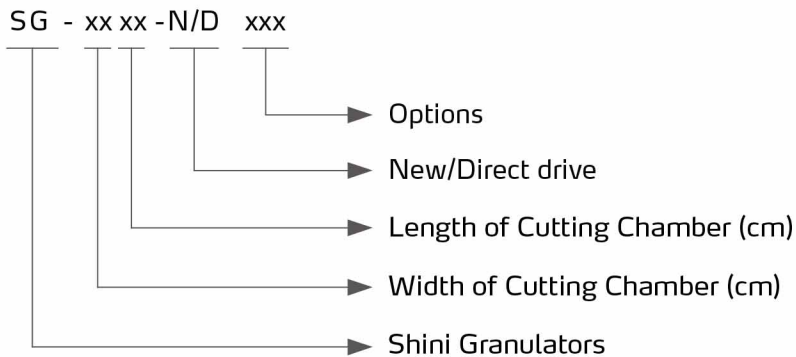 SG - xx xx - N/D xxx
Options
New/Direct drive
Length of Cutting Chamber (cm)
Width of Cutting Chamber (cm)
Shini Granulators